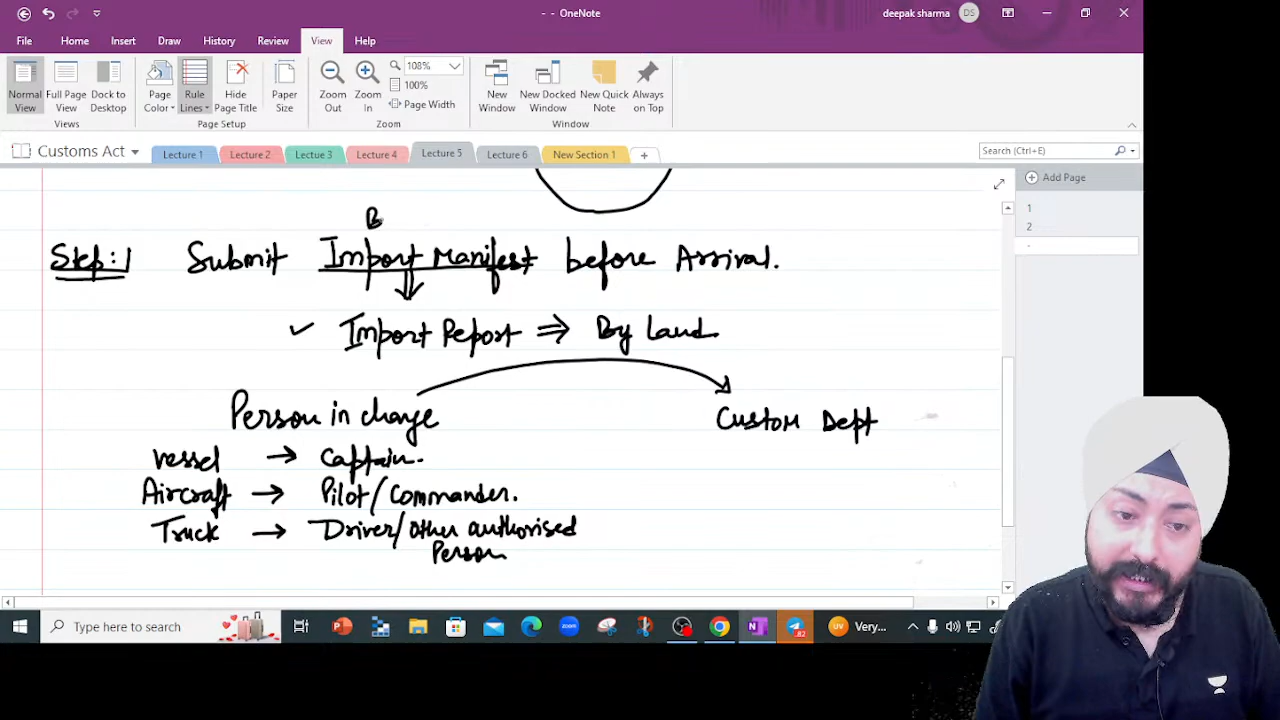 - - OneNote
deepak sharma DS
File Home Insert Draw History Review View Help
Normal View Full Page View Dock to Desktop Page Color Rule Lines Hide Page Title Paper Size Zoom Out Zoom In 108% 100% Page Width New Window New Docked Window New Quick Note Always on Top
Views Page Setup Zoom Window
Customs Act Lecture 1 Lecture 2 Lectue 3 Lecture 4 Lecture 5 Lecture 6 New Section 1 Search (Ctrl+E)
Add Page
1
2
B
Step:1 Submit Import Manifest before Arrival.
Import Report ⇒ By Land
Person in charge Custom Dept
vessel → Captain.
Aircraft → Pilot/Commander.
Truck → Driver/other authorised
Person
Type here to search zoom 82 Very...